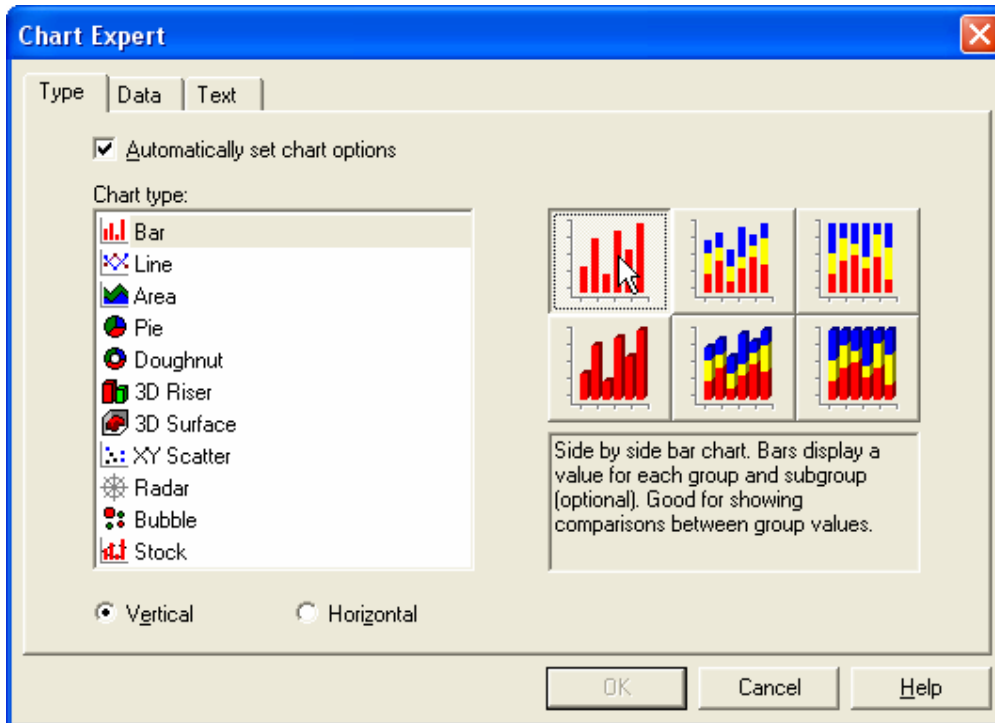 Chart Expert
Type Data Text
Automatically set chart options
Chart type:
Bar
Line
Area
Pie
Doughnut
3D Riser
3D Surface
XY Scatter
Radar
Bubble
Stock
Side by side bar chart. Bars display a
value for each group and subgroup
(optional). Good for showing
comparisons between group values.
Vertical Horizontal
OK Cancel Help